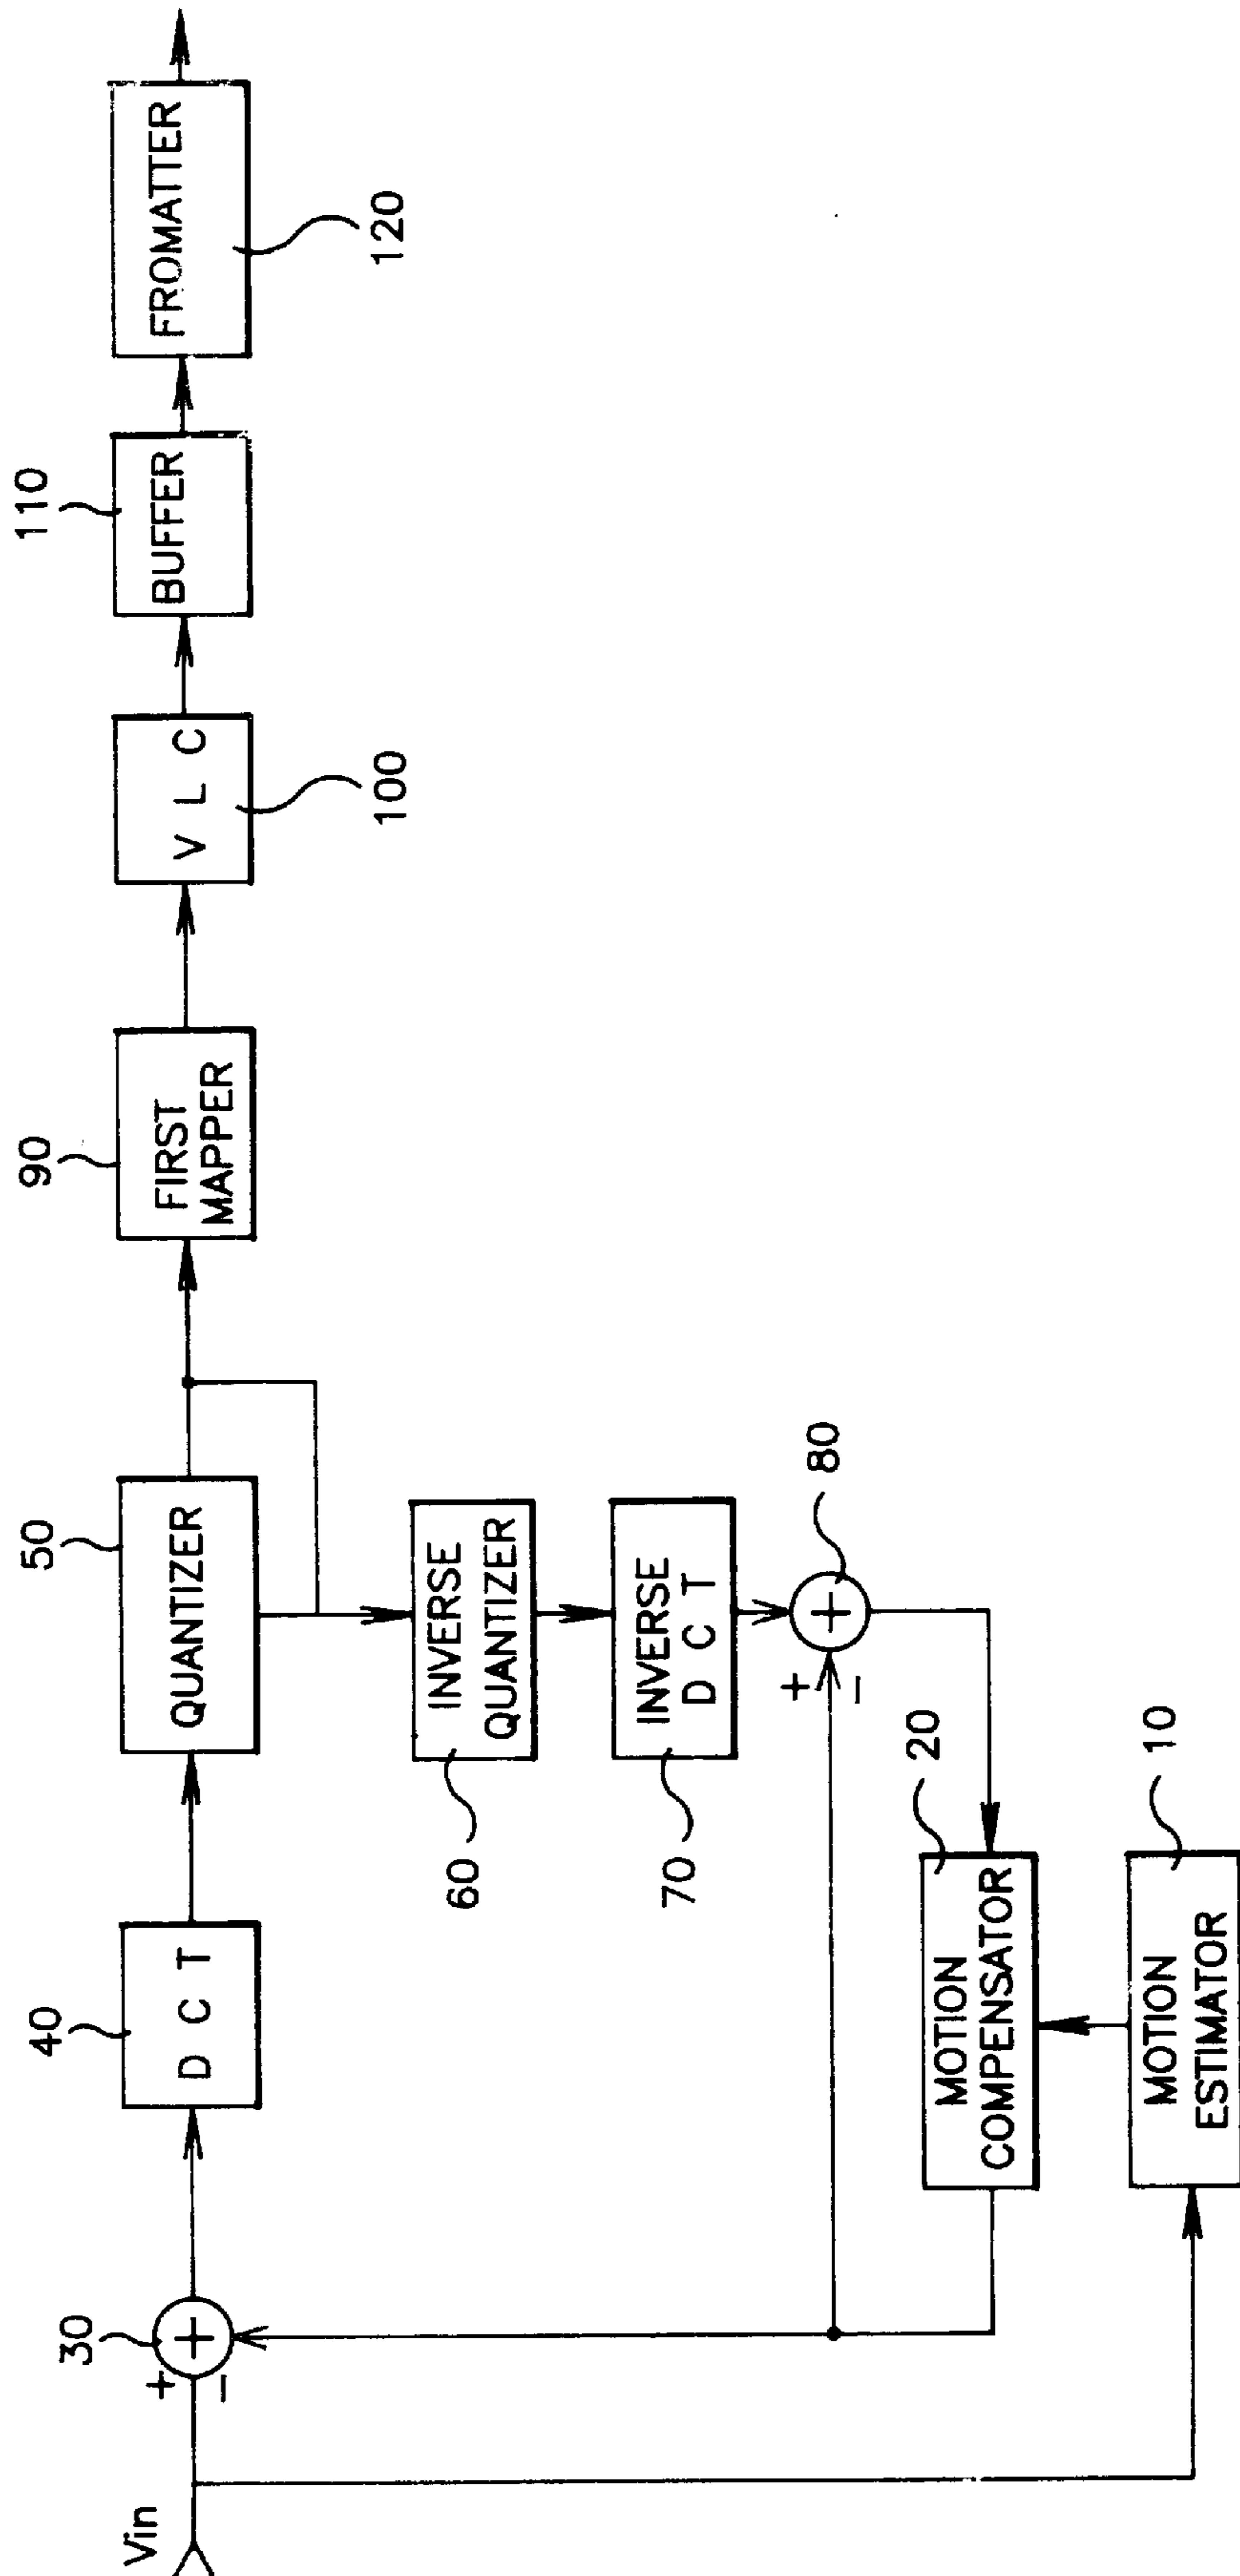 Vin
+
−
30
+
40
D C T
50
QUANTIZER
90
FIRST
MAPPER
100
V L C
110
BUFFER
120
FROMATTER
60
INVERSE
QUANTIZER
70
INVERSE
D C T
80
+
+
−
20
MOTION
COMPENSATOR
10
MOTION
ESTIMATOR